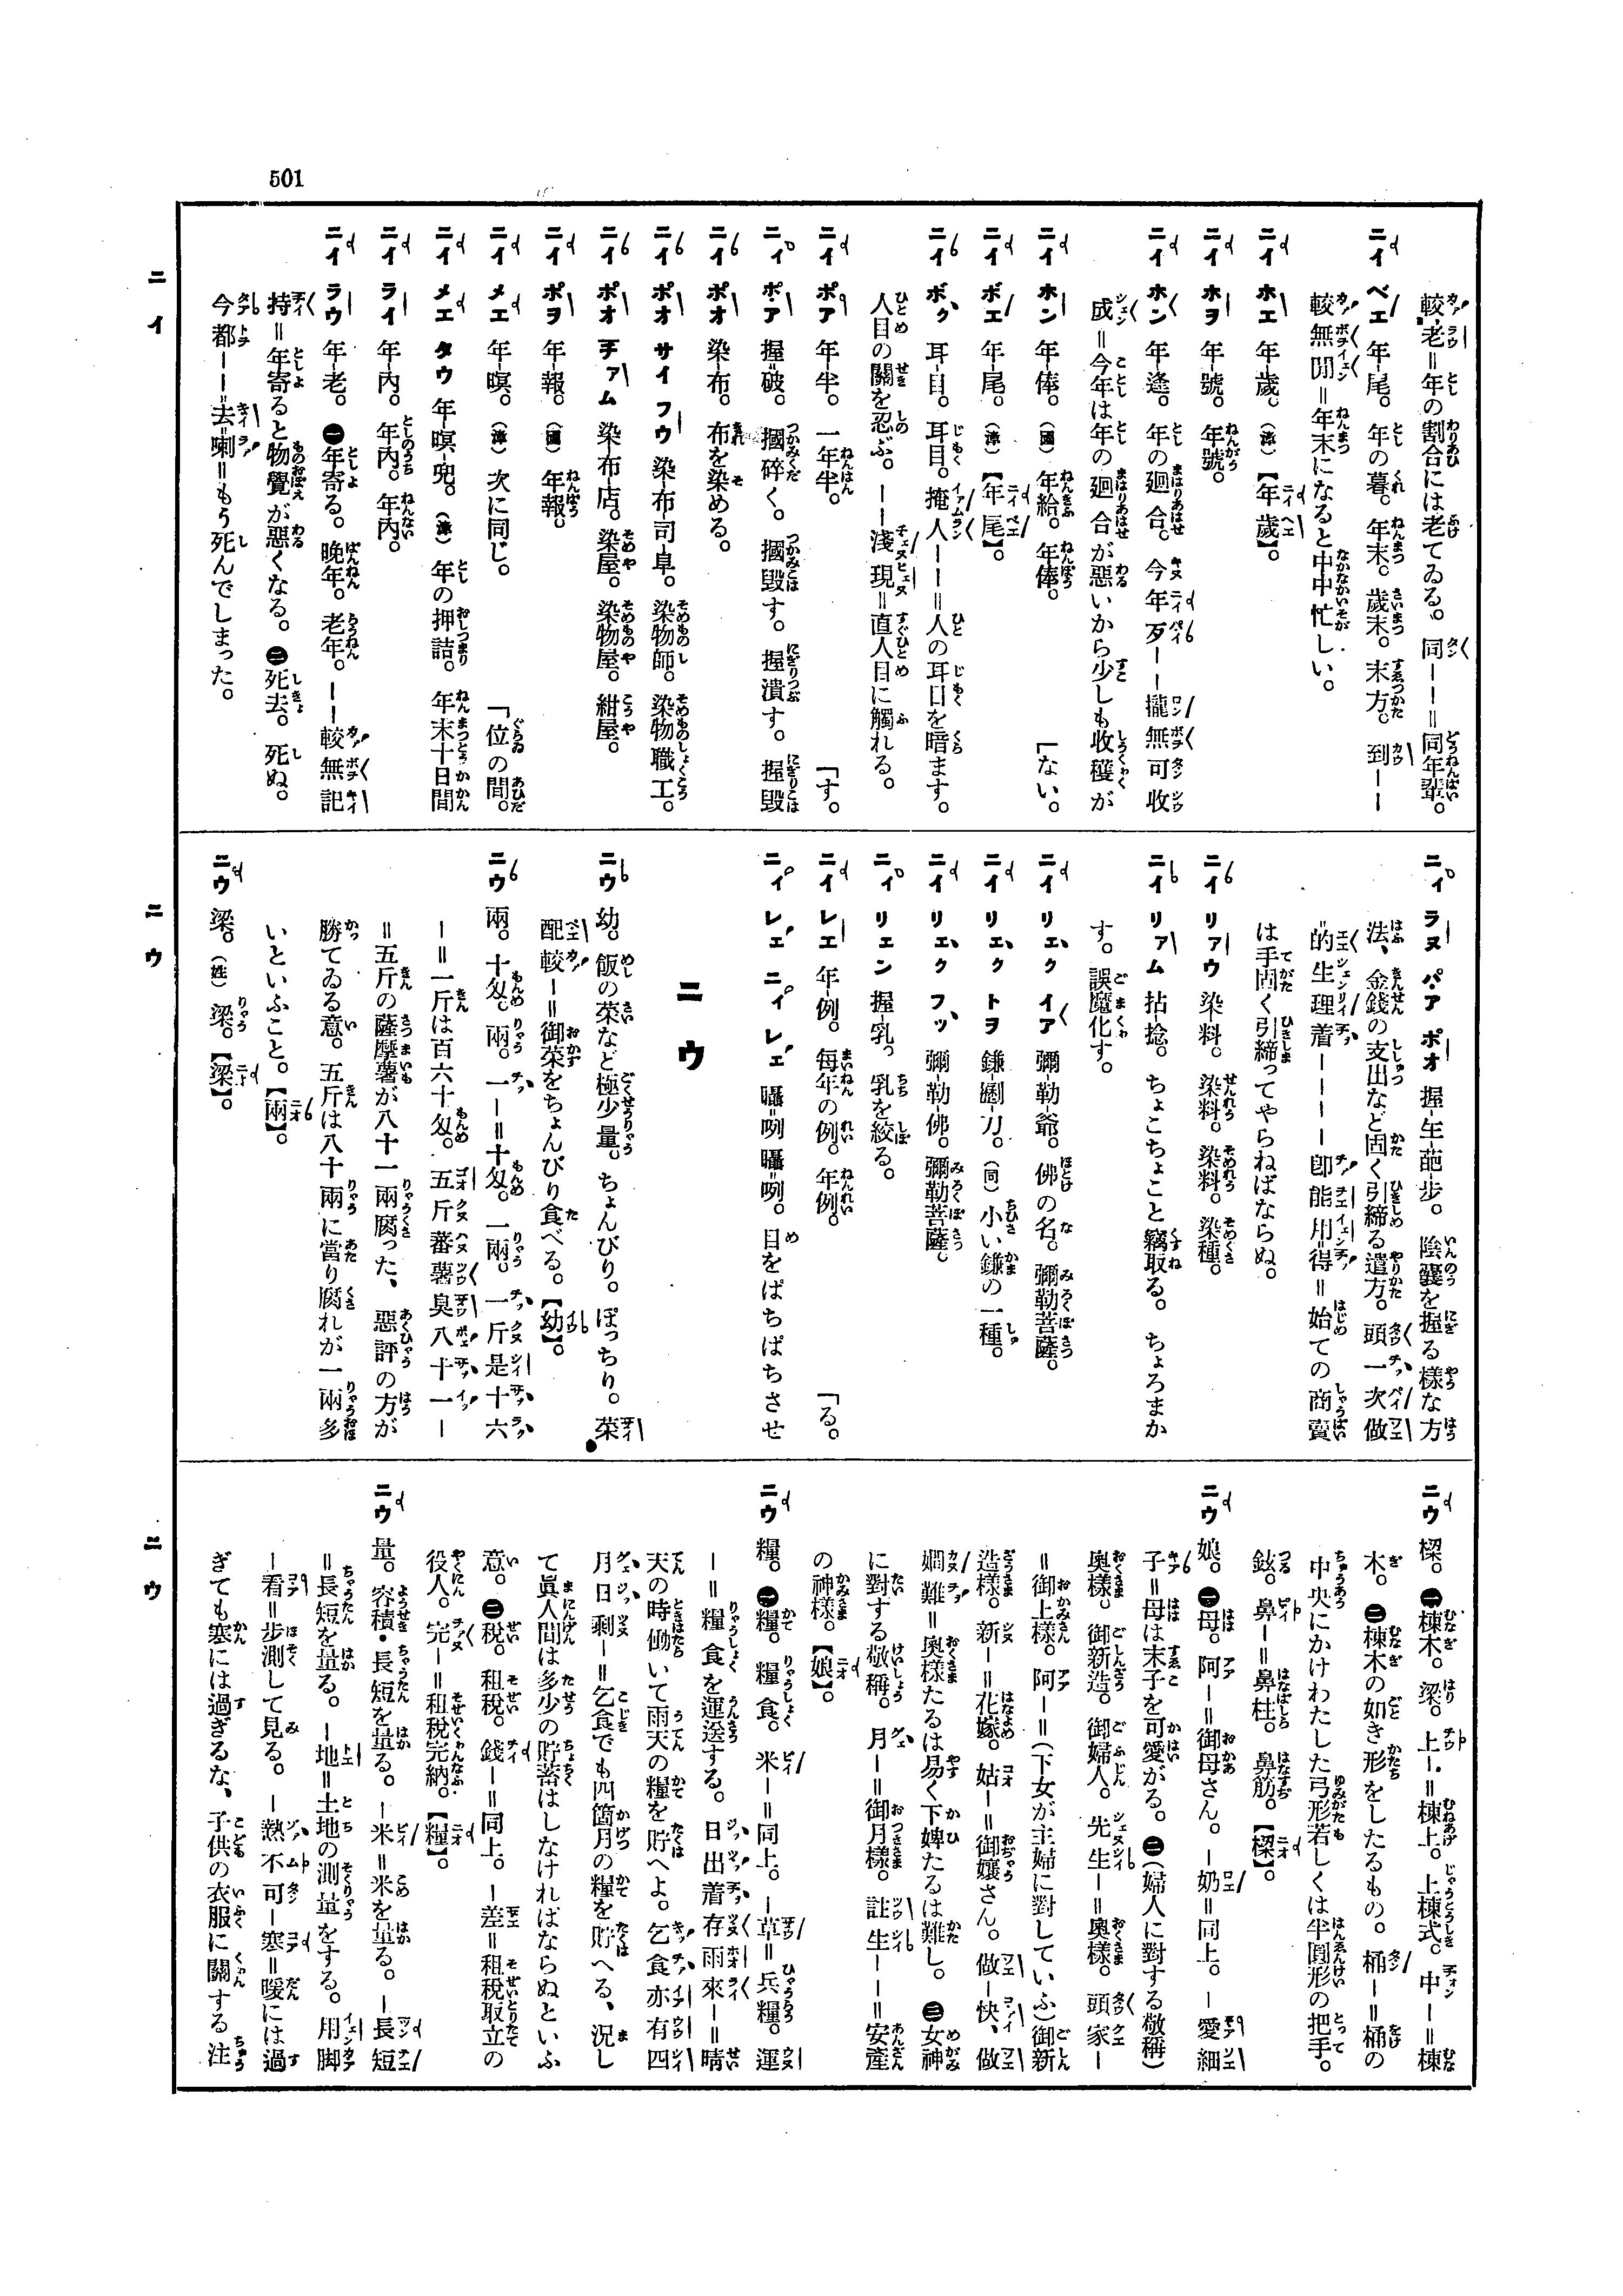 501
ニイ
ニウ
ニウ
較老＝年の割合には老てゐる。同－－＝同年輩。
ニイ ベエ 年-尾。年の暮。年末。歲末。末方。到－－
較無閒＝年末になると中中忙しい。
ニイ ホエ 年-歲。（漳）【年歲】。
ニイ ホヲ 年-號。年號。
ニイ ホン 年-逢。年の廻合。今年歹－－攏無可收
成＝今年は年の廻合が惡いから少しも收穫が
「ない。
ニイ ホン 年-俸。（國）年給。年俸。
ニイ ボエ 年-尾。（漳）【年尾】。
ニイ ボク 耳-目。耳目。掩人－－＝人の耳目を暗ます。
人目の關を忍ぶ。－－淺現＝直人目に觸れる。
ニイ ポア 年-半。一年半。
「す。
ニィ ポア 握-破。摑碎く。摑毀す。握潰す。握毀
ニイ ポオ 染-布。布を染める。
ニイ ポオ サイ フウ 染-布-司-阜。染物師。染物職工。
ニイ ポオ チァム 染-布-店。染屋。染物屋。紺屋。
ニイ ポヲ 年-報。（國）年報。
ニイ メエ 年-暝。（漳）次に同じ。
「位の間。
ニイ メエ タウ 年-暝-兜。（漳）年の押詰。年末十日間
ニイ ライ 年-內。年內。年內。
ニイ ラウ 年-老。㊀年寄る。晚年。老年。－－較無記
持＝年寄ると物覺が惡くなる。㊁死去。死ぬ。
今都－－＝去喇＝もう死んでしまった。
ニィ ラヌ パア ポオ 握-生-葩-步。陰囊を握る樣な方
法、金錢の支出など固く引締る遣方。頭一次做
的生理着－－－－卽能用得＝始ての商賣
は手固く引締ってやらねばならぬ。
ニイ リァウ 染-料。染料。染料。染種。
ニイ リァム 拈-捻。ちょこちょこと竊取る。ちょろまか
す。誤魔化す。
ニイ リェク イア 彌-勒-爺。佛の名。彌勒菩薩。
ニイ リェク トヲ 鎌-劙-刀。（同）小い鎌の一種。
ニイ リェク フッ 彌-勒-佛。彌勒菩薩。
ニィ リェン 握-乳。乳を絞る。
ニイ レエ 年-例。每年の例。年例。
「る。
ニィ レェ ニィ レェ 囁-咧囁-咧。目をぱちぱちさせ
ニウ
ニウ 幼。飯の菜など極少量。ちょんびり。ぽっちり。菜
配較－＝御菜をちょんびり食べる。【幼】。
ニウ 兩。十匁。兩。一－＝十匁。一兩。一斤是十六
－＝一斤は百六十匁。五斤蕃薯臭八十一－
＝五斤の薩摩薯が八十一兩腐った、惡評の方が
勝てゐる意。五斤は八十兩に當り腐れが一兩多
いといふこと。【兩】。
ニウ 梁。（姓）梁。【梁】。
ニウ 樑。㊀棟木。梁。上－＝棟上。上棟式。中－＝棟
木。㊁棟木の如き形をしたるもの。桶－＝桶の
中央にかけわたした弓形若しくは半圓形の把手。
鉉。鼻－＝鼻柱。鼻筋。【樑】。
ニウ 娘。㊀母。阿－＝御母さん。－奶＝同上。－愛細
子＝母は末子を可愛がる。㊁（婦人に對する敬稱）
奧樣。御新造。御婦人。先生－＝奧樣。頭家－
＝御上樣。阿－＝（下女が主婦に對していふ）御新
造樣。新－＝花嫁。姑－＝御孃さん。做－快、做
嫺難＝奧樣たるは易く下婢たるは難し。㊂女神
に對する敬稱。月－＝御月樣。註生－－＝安產
の神樣。【娘】。
ニウ 糧。㊀糧。糧食。米－＝同上。－草＝兵糧。運
－＝糧食を運送する。日出着存雨來－＝晴
天の時働いて雨天の糧を貯へよ。乞食亦有四
月日剩－＝乞食でも四箇月の糧を貯へる、況し
て眞人間は多少の貯蓄はしなければならぬといふ
意。㊁稅。租稅。錢－＝同上。－差＝租稅取立の
役人。完－＝租稅完納。【糧】。
ニウ 量。容積・長短を量る。－米＝米を量る。－長短
＝長短を量る。－地＝土地の測量をする。用脚
－看＝步測して見る。－熱不可－寒＝暖には過
ぎても寒には過ぎるな、子供の衣服に關する注